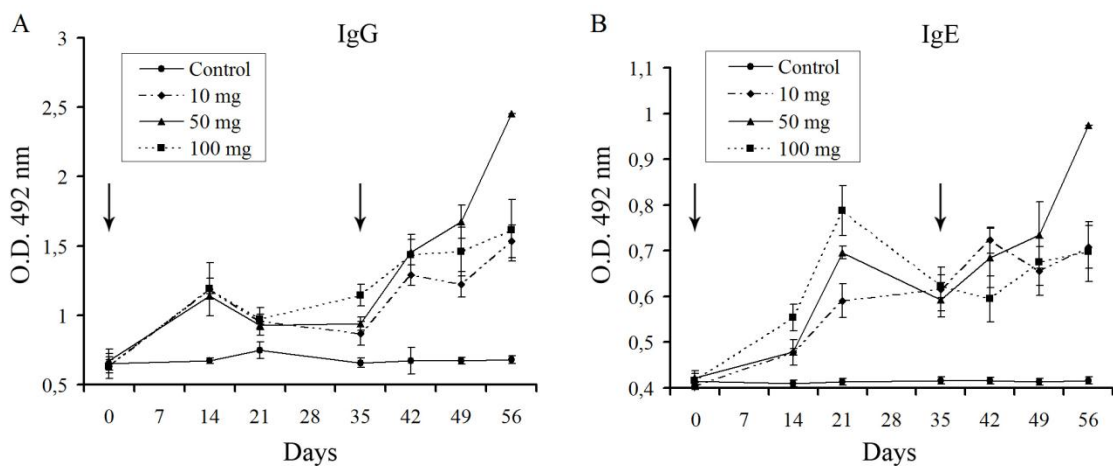 A
IgG
3
2,5
2
1,5
1
0,5
O.D. 492 nm
Control
10 mg
50 mg
100 mg
0 7 14 21 28 35 42 49 56
Days
B
IgE
1,1
1
0,9
0,8
0,7
0,6
0,5
0,4
O.D. 492 nm
Control
10 mg
50 mg
100 mg
0 7 14 21 28 35 42 49 56
Days